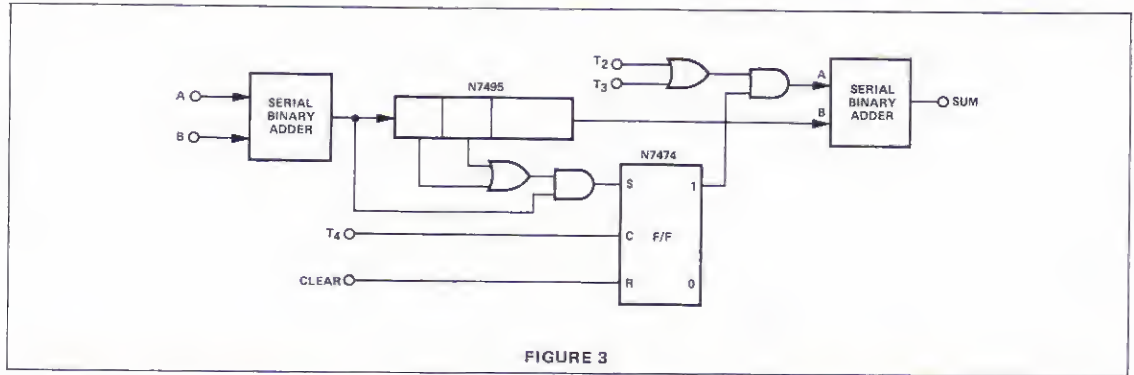 T2
T3
A
B
SERIAL
BINARY
ADDER
N7495
A
B
SERIAL
BINARY
ADDER
SUM
N7474
S
1
T4
C
F/F
CLEAR
R
0
FIGURE 3